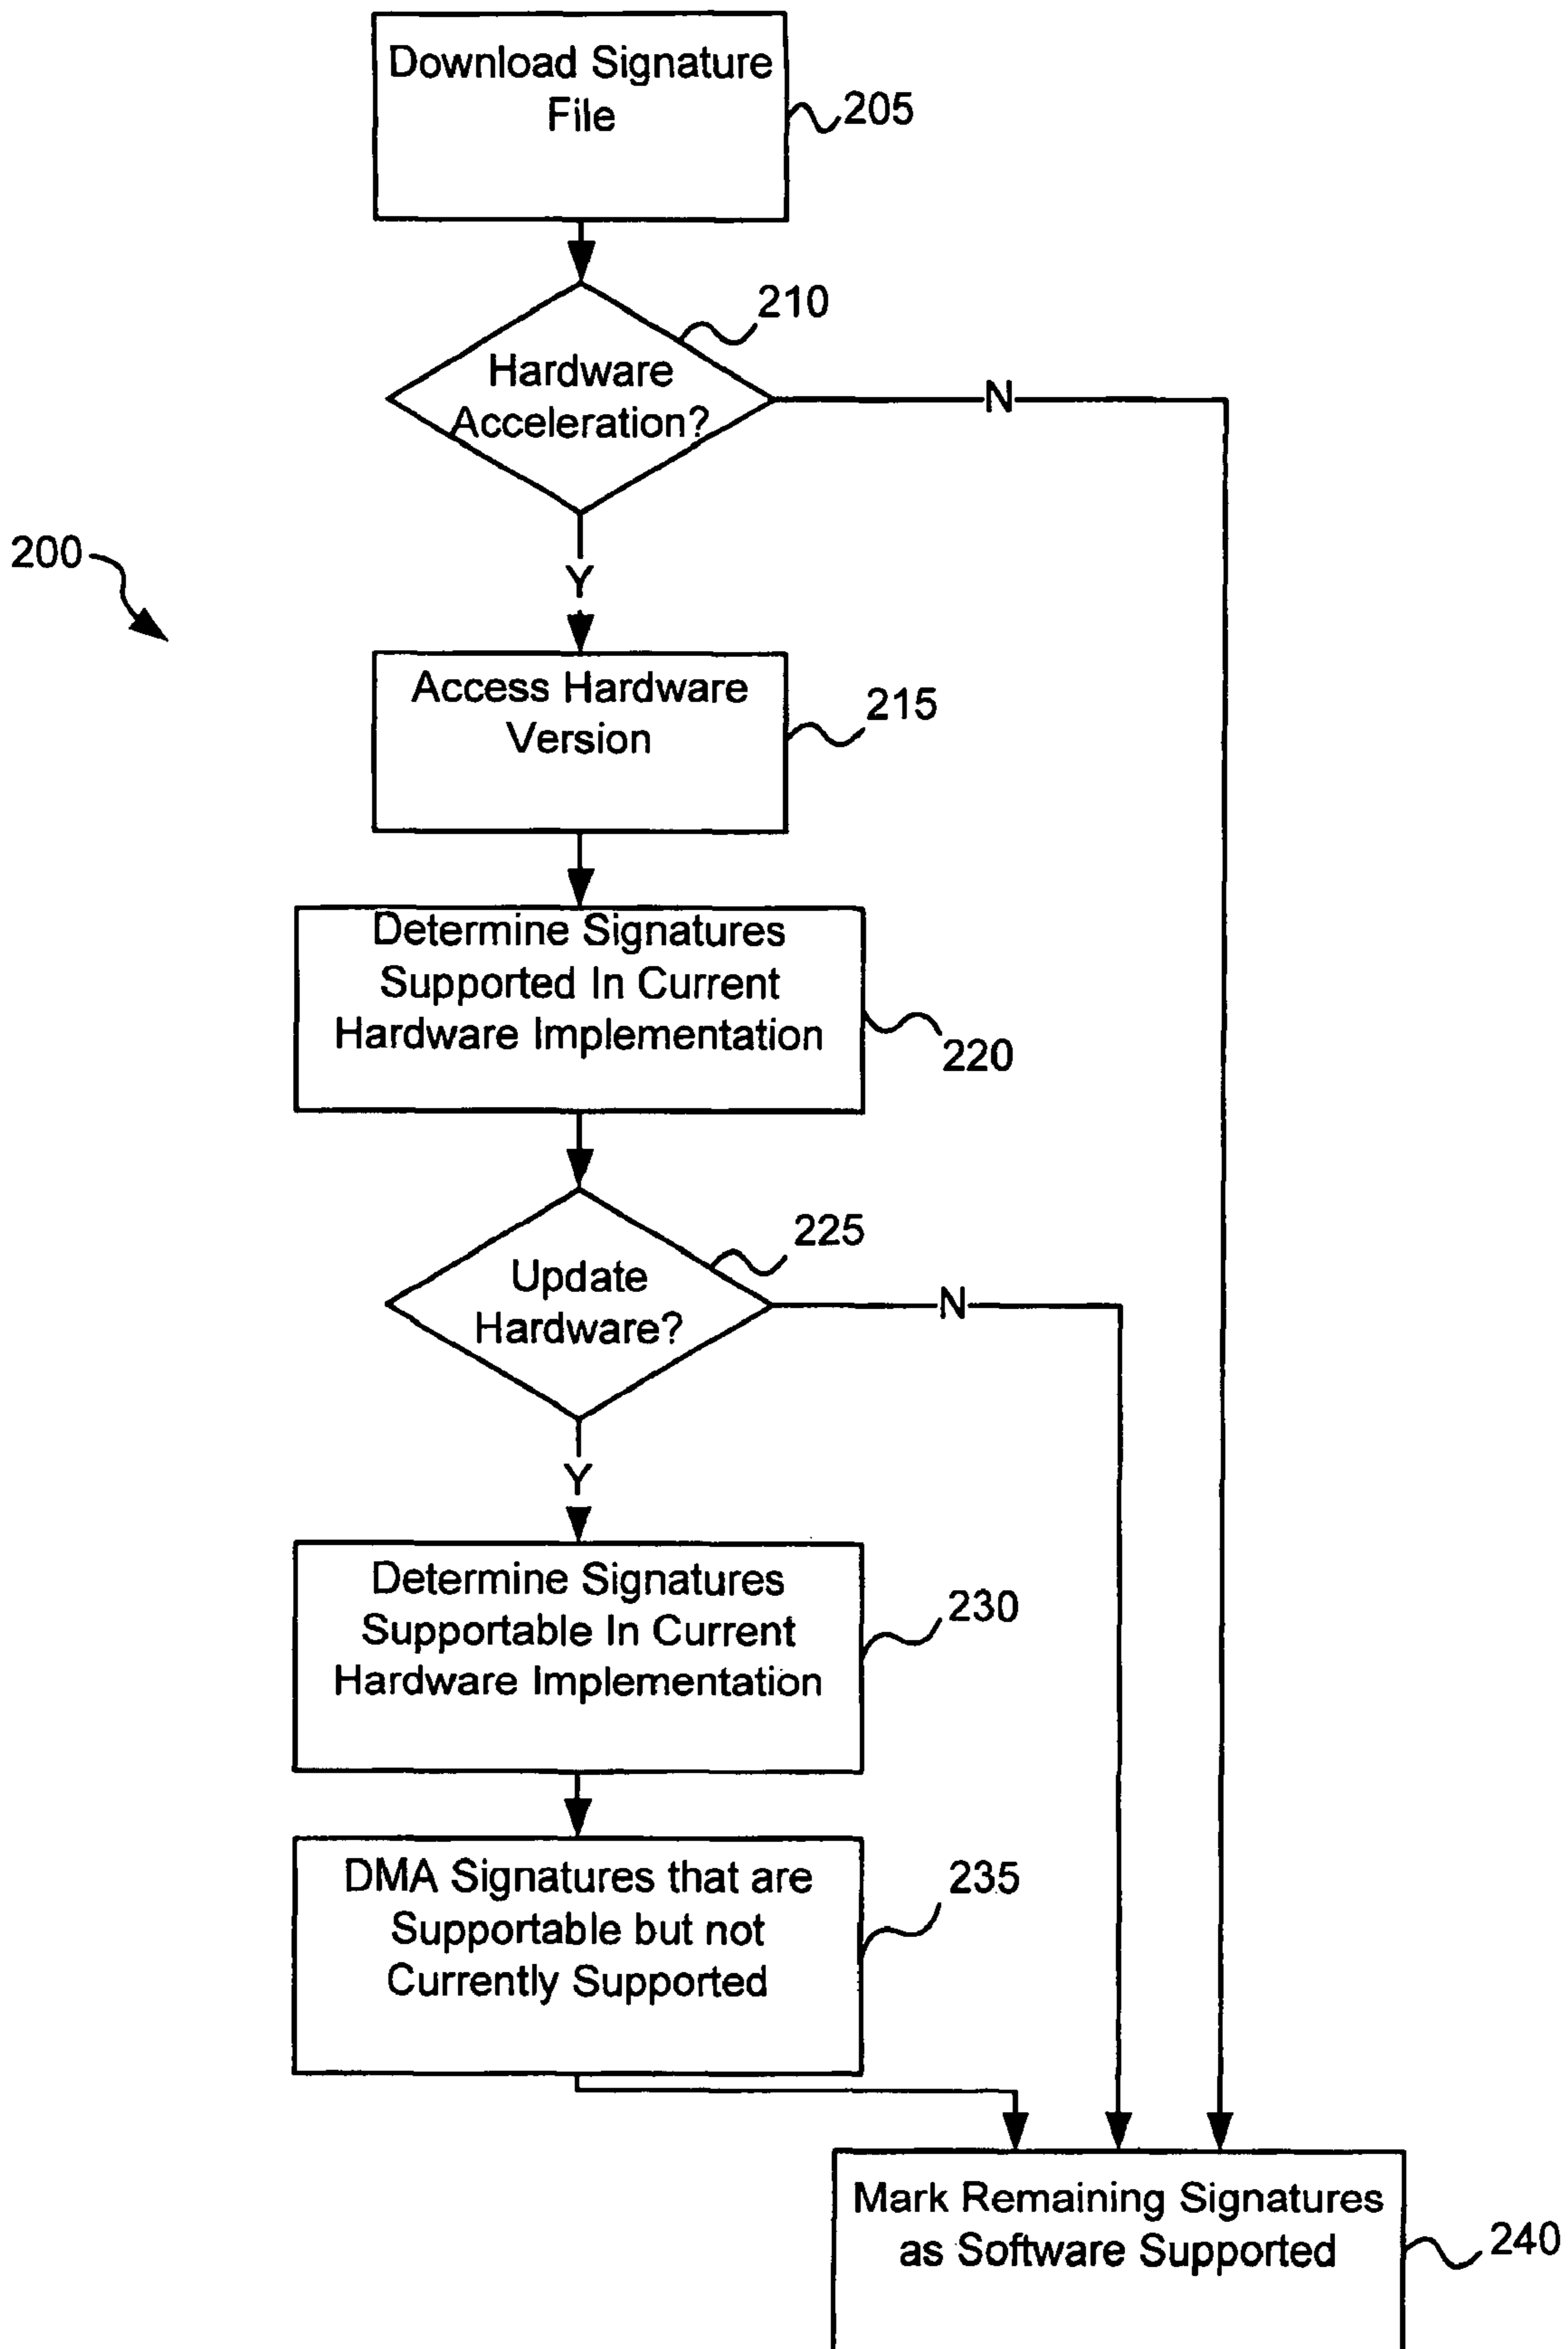 Download Signature
File
205
210
Hardware
Acceleration?
N
200
Y
Access Hardware
Version
215
Determine Signatures
Supported In Current
Hardware Implementation
220
225
Update
Hardware?
N
Y
Determine Signatures
Supportable In Current
Hardware Implementation
230
DMA Signatures that are
Supportable but not
Currently Supported
235
Mark Remaining Signatures
as Software Supported
240